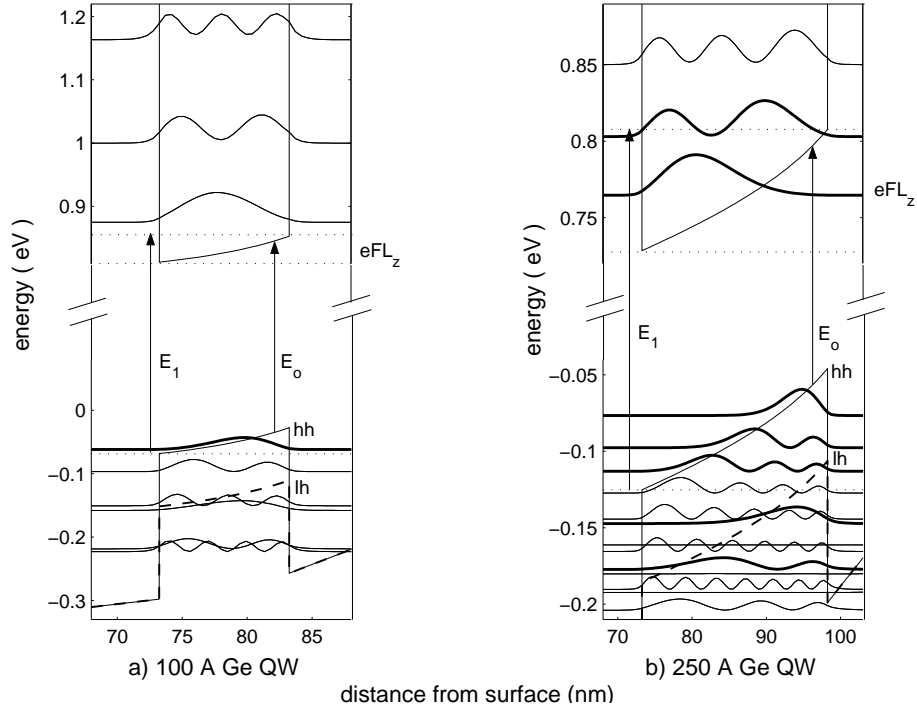 1.2
1.1
1
0.9
eFL_z
energy ( eV )
E_1
E_o
0
−0.1
−0.2
−0.3
hh
lh
70 75 80 85
a) 100 A Ge QW
0.85
0.8
0.75
eFL_z
energy ( eV )
E_1
E_o
−0.05
−0.1
−0.15
−0.2
hh
lh
70 80 90 100
b) 250 A Ge QW
distance from surface (nm)